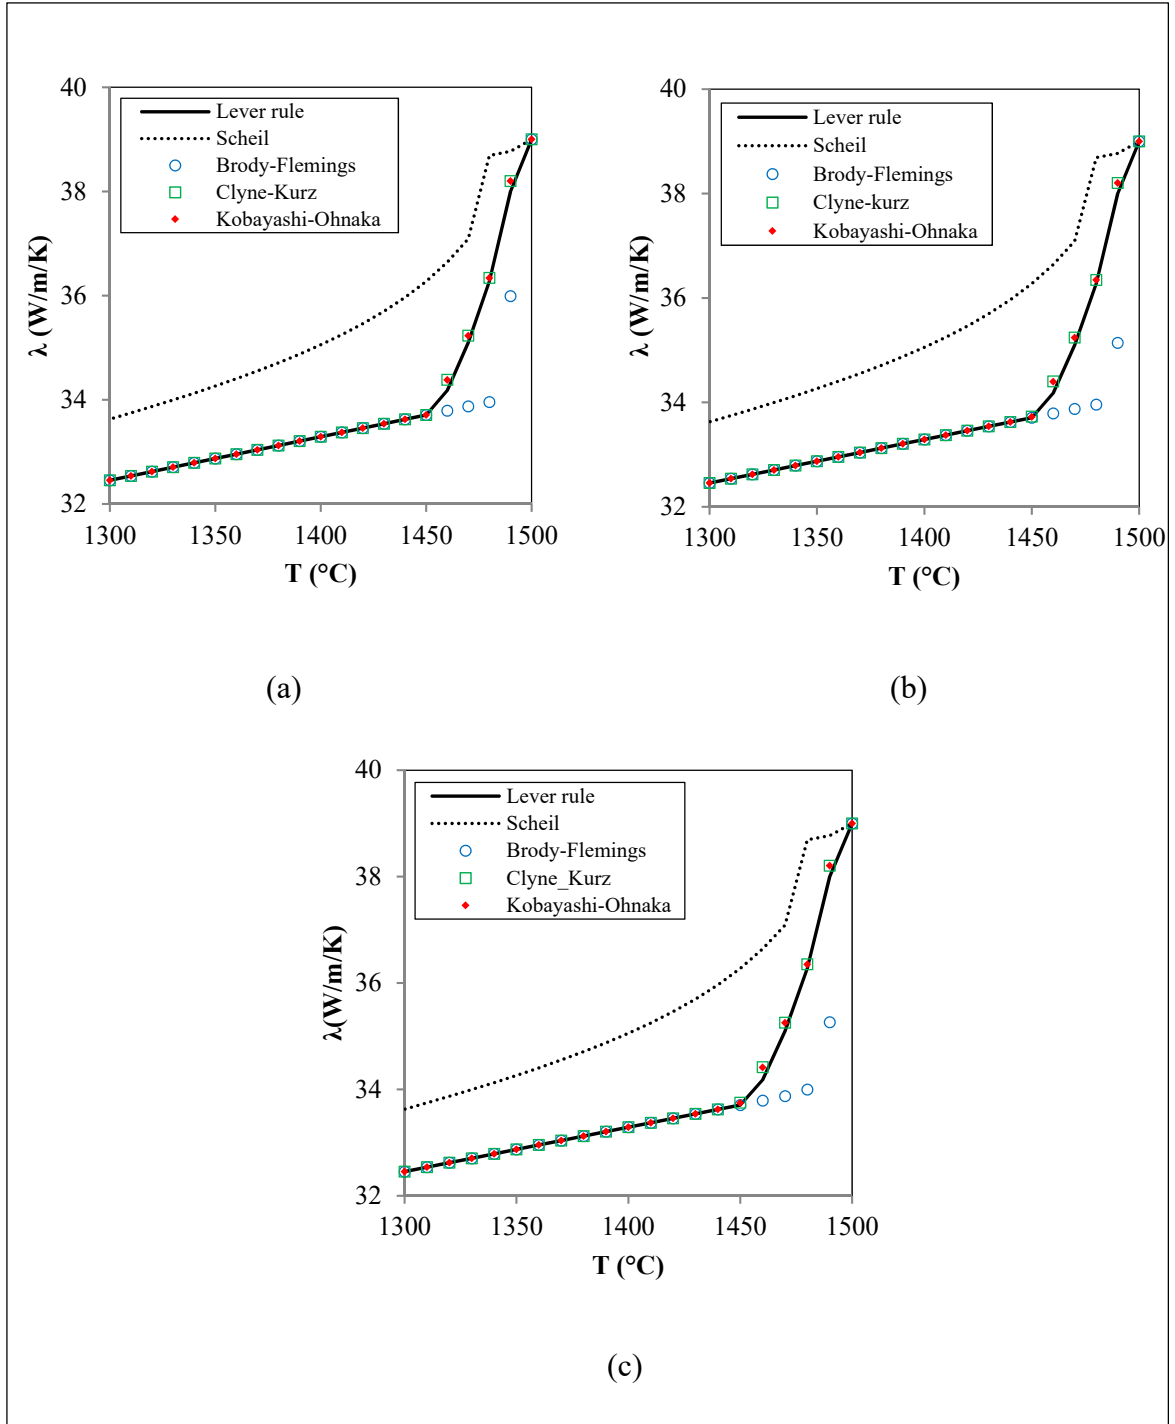 40
38
36
34
32
λ (W/m/K)
Lever rule
Scheil
Brody-Flemings
Clyne-Kurz
Kobayashi-Ohnaka
1300 1350 1400 1450 1500
T (°C)
(a)
40
38
36
34
32
λ (W/m/K)
Lever rule
Scheil
Brody-Flemings
Clyne-kurz
Kobayashi-Ohnaka
1300 1350 1400 1450 1500
T (°C)
(b)
40
38
36
34
32
λ(W/m/K)
Lever rule
Scheil
Brody-Flemings
Clyne_Kurz
Kobayashi-Ohnaka
1300 1350 1400 1450 1500
T (°C)
(c)